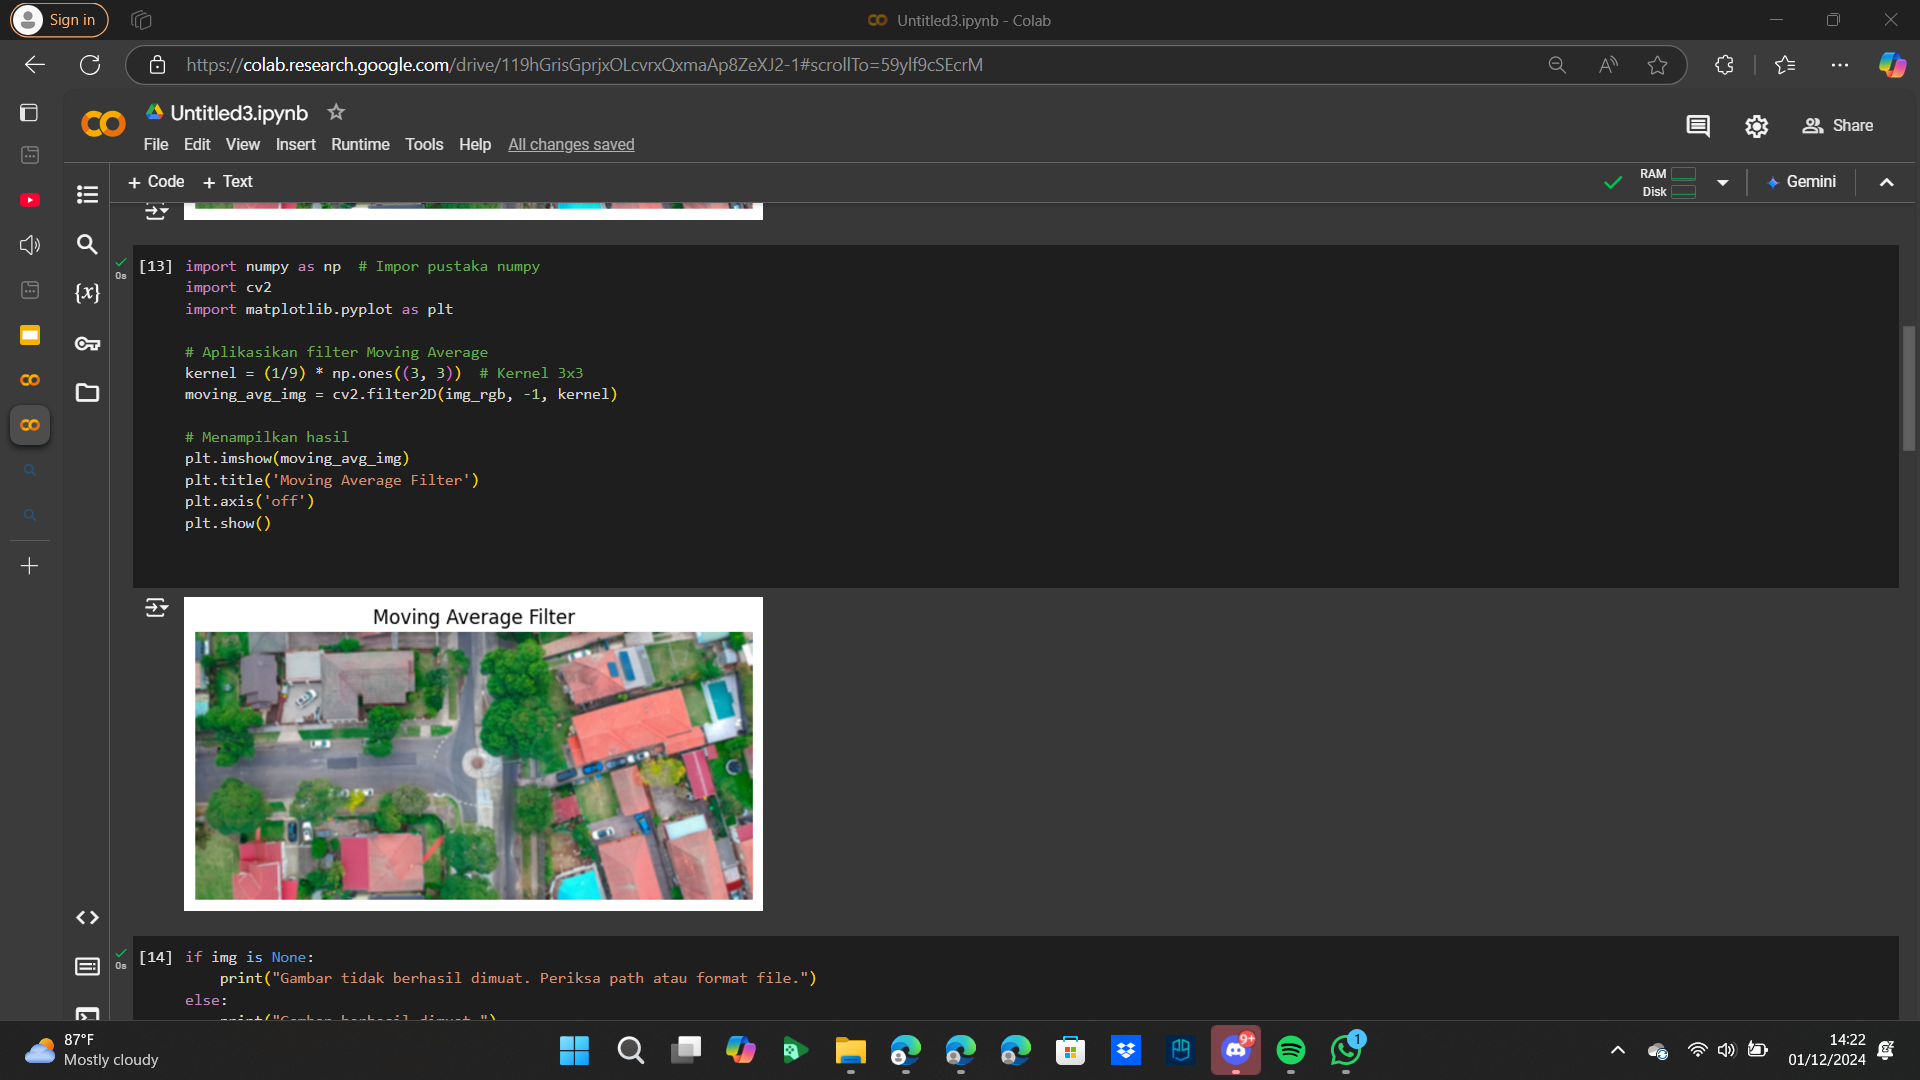 Sign in
Untitled3.ipynb - Colab
https://colab.research.google.com/drive/119hGrisGprjxOLcvrxQxmaAp8ZeXJ2-1#scrollTo=59ylf9cSEcrM
Untitled3.ipynb
Share
File Edit View Insert Runtime Tools Help All changes saved
+ Code + Text
RAM
Disk
Gemini
[13] import numpy as np  # Impor pustaka numpy
0s
import cv2
import matplotlib.pyplot as plt
# Aplikasikan filter Moving Average
kernel = (1/9) * np.ones((3, 3))  # Kernel 3x3
moving_avg_img = cv2.filter2D(img_rgb, -1, kernel)
# Menampilkan hasil
plt.imshow(moving_avg_img)
plt.title('Moving Average Filter')
plt.axis('off')
plt.show()
Moving Average Filter
[14] if img is None:
0s
print("Gambar tidak berhasil dimuat. Periksa path atau format file.")
else:
print("Gambar berhasil dimuat.")
87°F
Mostly cloudy
9+
1
14:22
01/12/2024